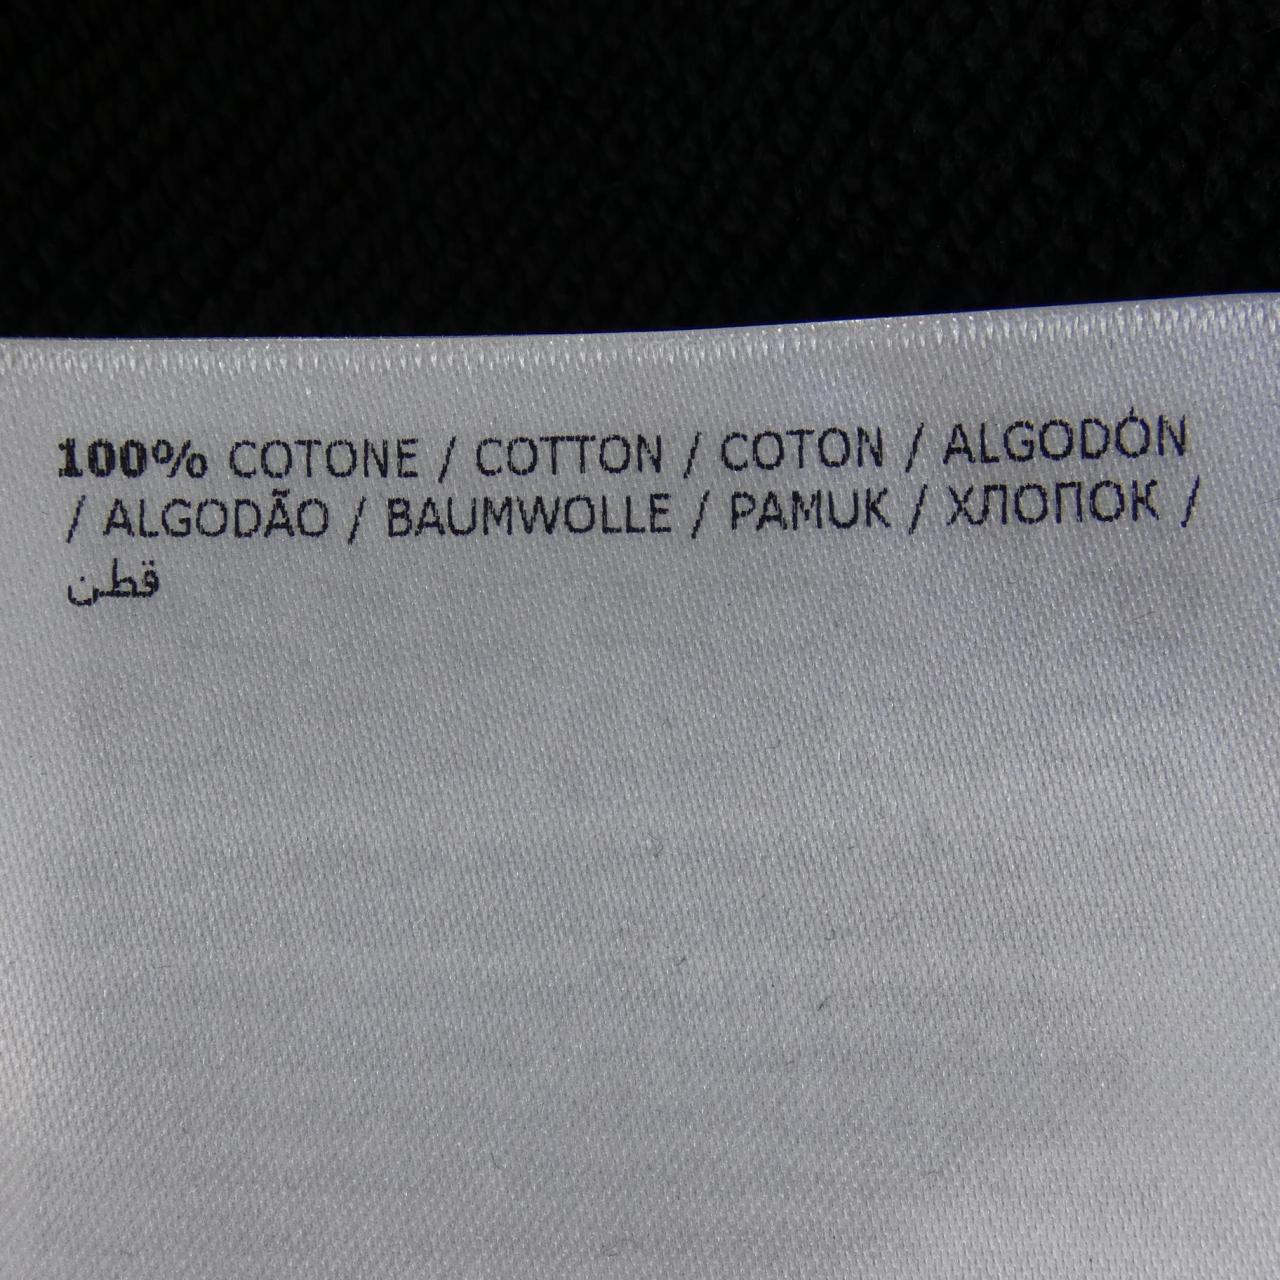 100% COTONE / COTTON / COTON / ALGODÓN
/ ALGODÃO / BAUMWOLLE / PAMUK / ХЛОПОК /
قطن